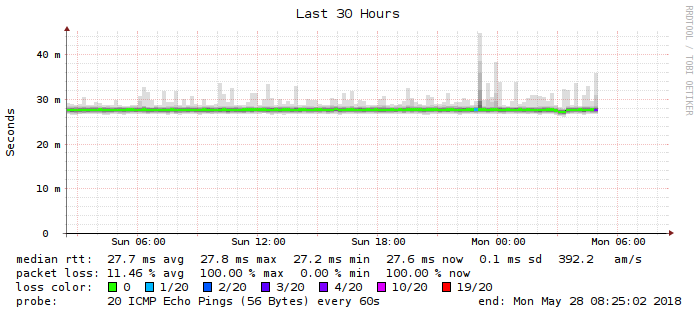 Last 30 Hours
RRDTOOL / TOBI OETIKER
Seconds
40 m
30 m
20 m
10 m
0
Sun 06:00 Sun 12:00 Sun 18:00 Mon 00:00 Mon 06:00
median rtt: 27.7 ms avg 27.8 ms max 27.2 ms min 27.6 ms now 0.1 ms sd 392.2 am/s
packet loss: 11.46 % avg 100.00 % max 0.00 % min 100.00 % now
loss color: 0 1/20 2/20 3/20 4/20 10/20 19/20
probe: 20 ICMP Echo Pings (56 Bytes) every 60s end: Mon May 28 08:25:02 2018